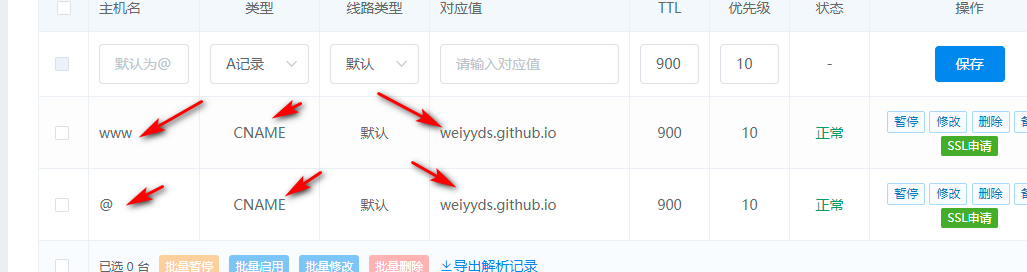 主机名 类型 线路类型 对应值 TTL 优先级 状态 操作
默认为@ A记录 默认 请输入对应值 900 10 - 保存
www CNAME 默认 weiyyds.github.io 900 10 正常 暂停 修改 删除
SSL申请
@ CNAME 默认 weiyyds.github.io 900 10 正常 暂停 修改 删除
SSL申请
已选 0 台 批量暂停 批量启用 批量修改 批量删除 导出解析记录